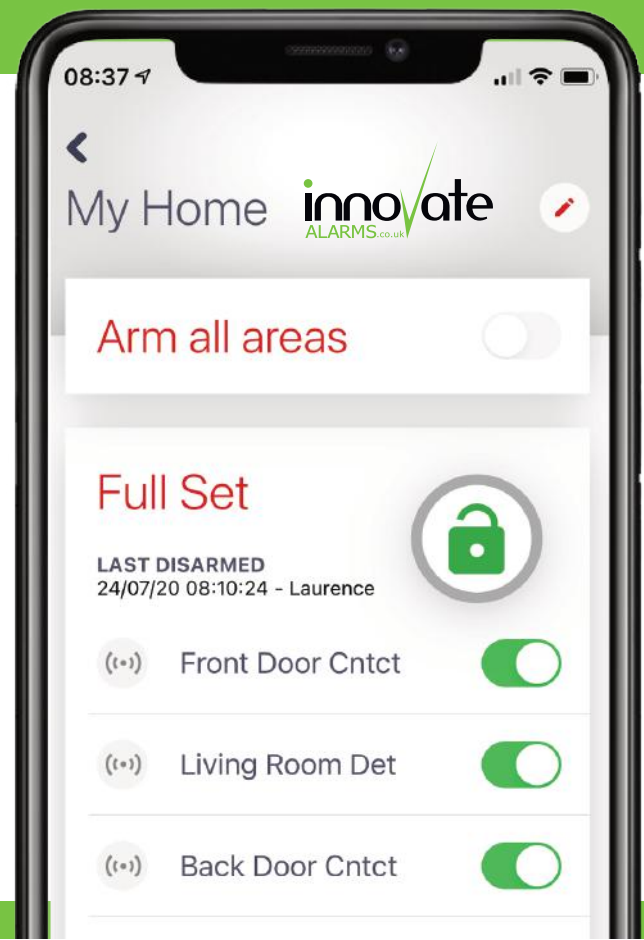 08:37
My Home
innovate
ALARMS.co.uk
Arm all areas
Full Set
LAST DISARMED
24/07/20 08:10:24 - Laurence
Front Door Cntct
Living Room Det
Back Door Cntct